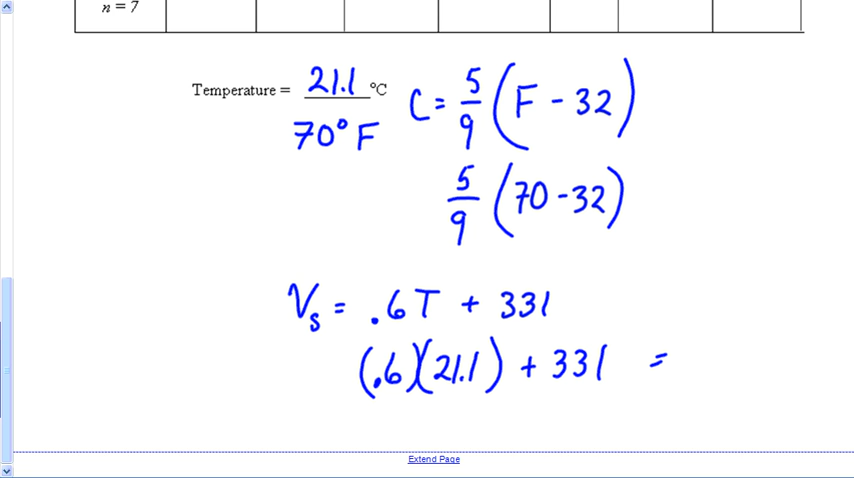 n = 7
Temperature = 21.1 °C
70° F
C = 5/9 (F - 32)
5/9 (70 - 32)
Vs = .6T + 331
(.6)(21.1) + 331 =
Extend Page